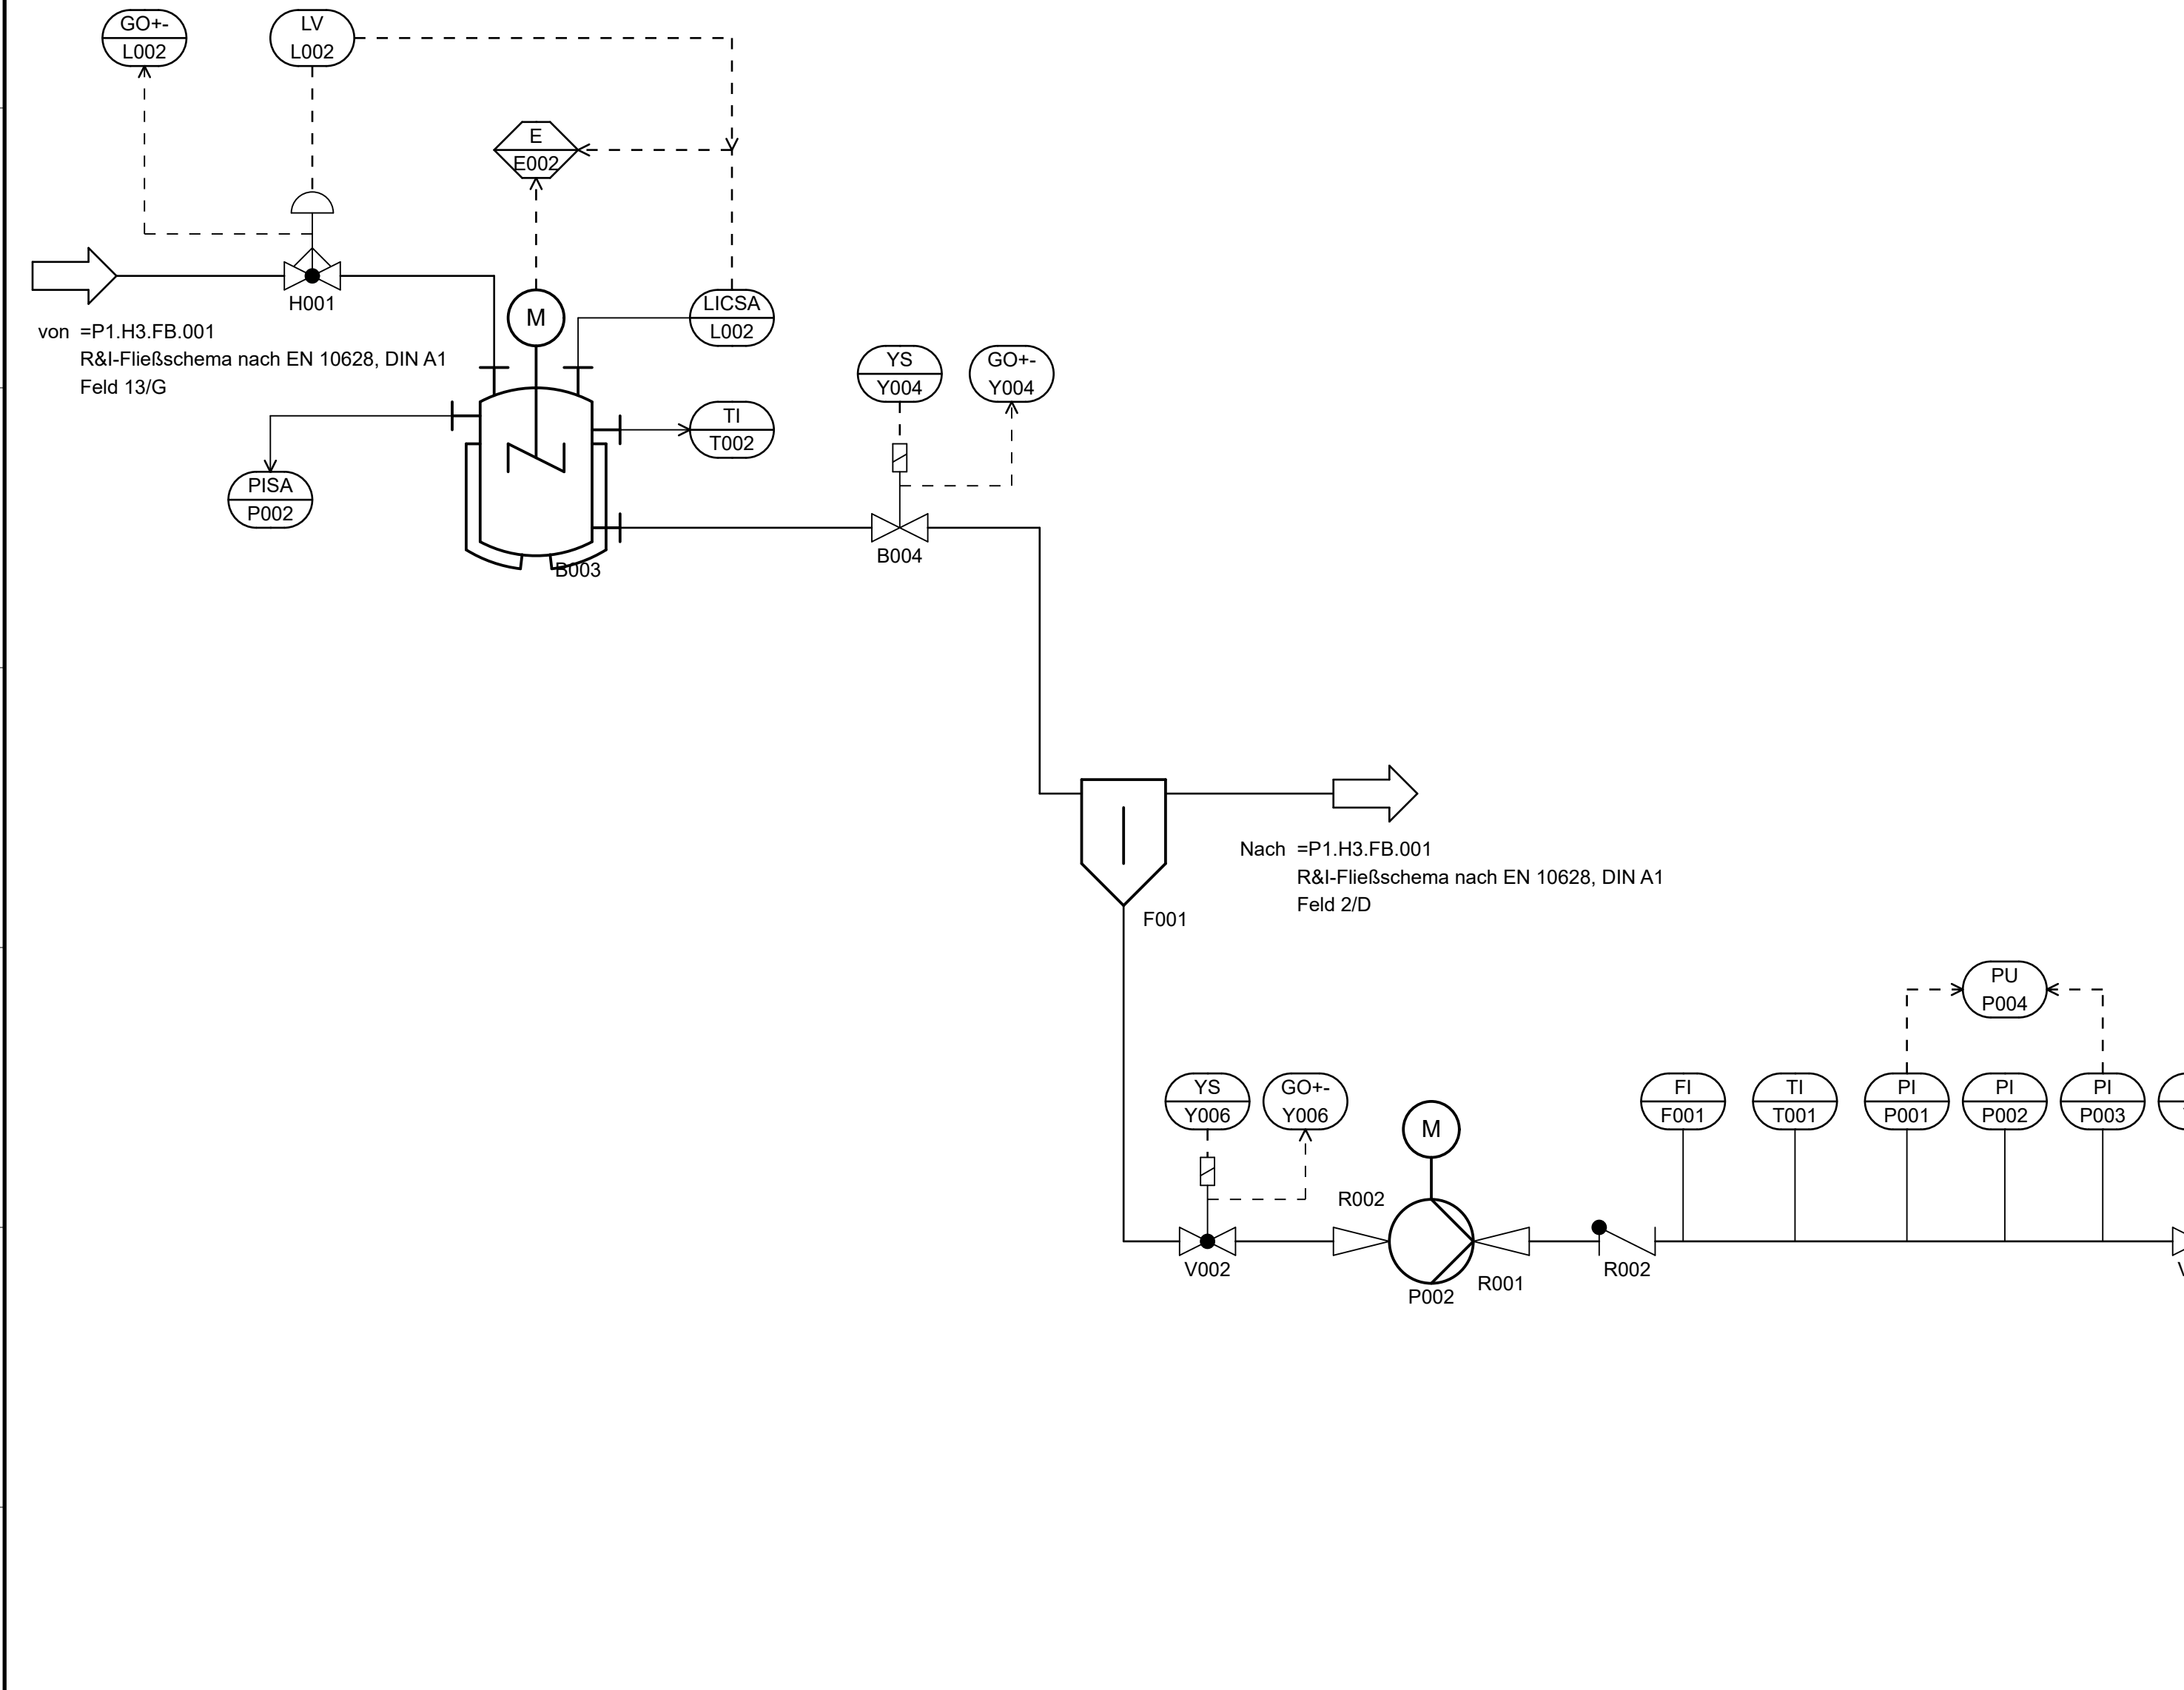 GO+-
L002
LV
L002
E
E002
H001
von =P1.H3.FB.001
R&I-Fließschema nach EN 10628, DIN A1
Feld 13/G
M
LICSA
L002
YS
Y004
GO+-
Y004
TI
T002
PISA
P002
B004
B003
Nach =P1.H3.FB.001
R&I-Fließschema nach EN 10628, DIN A1
Feld 2/D
F001
PU
P004
YS
Y006
GO+-
Y006
M
FI
F001
TI
T001
PI
P001
PI
P002
PI
P003
R002
V002
P002
R001
R002